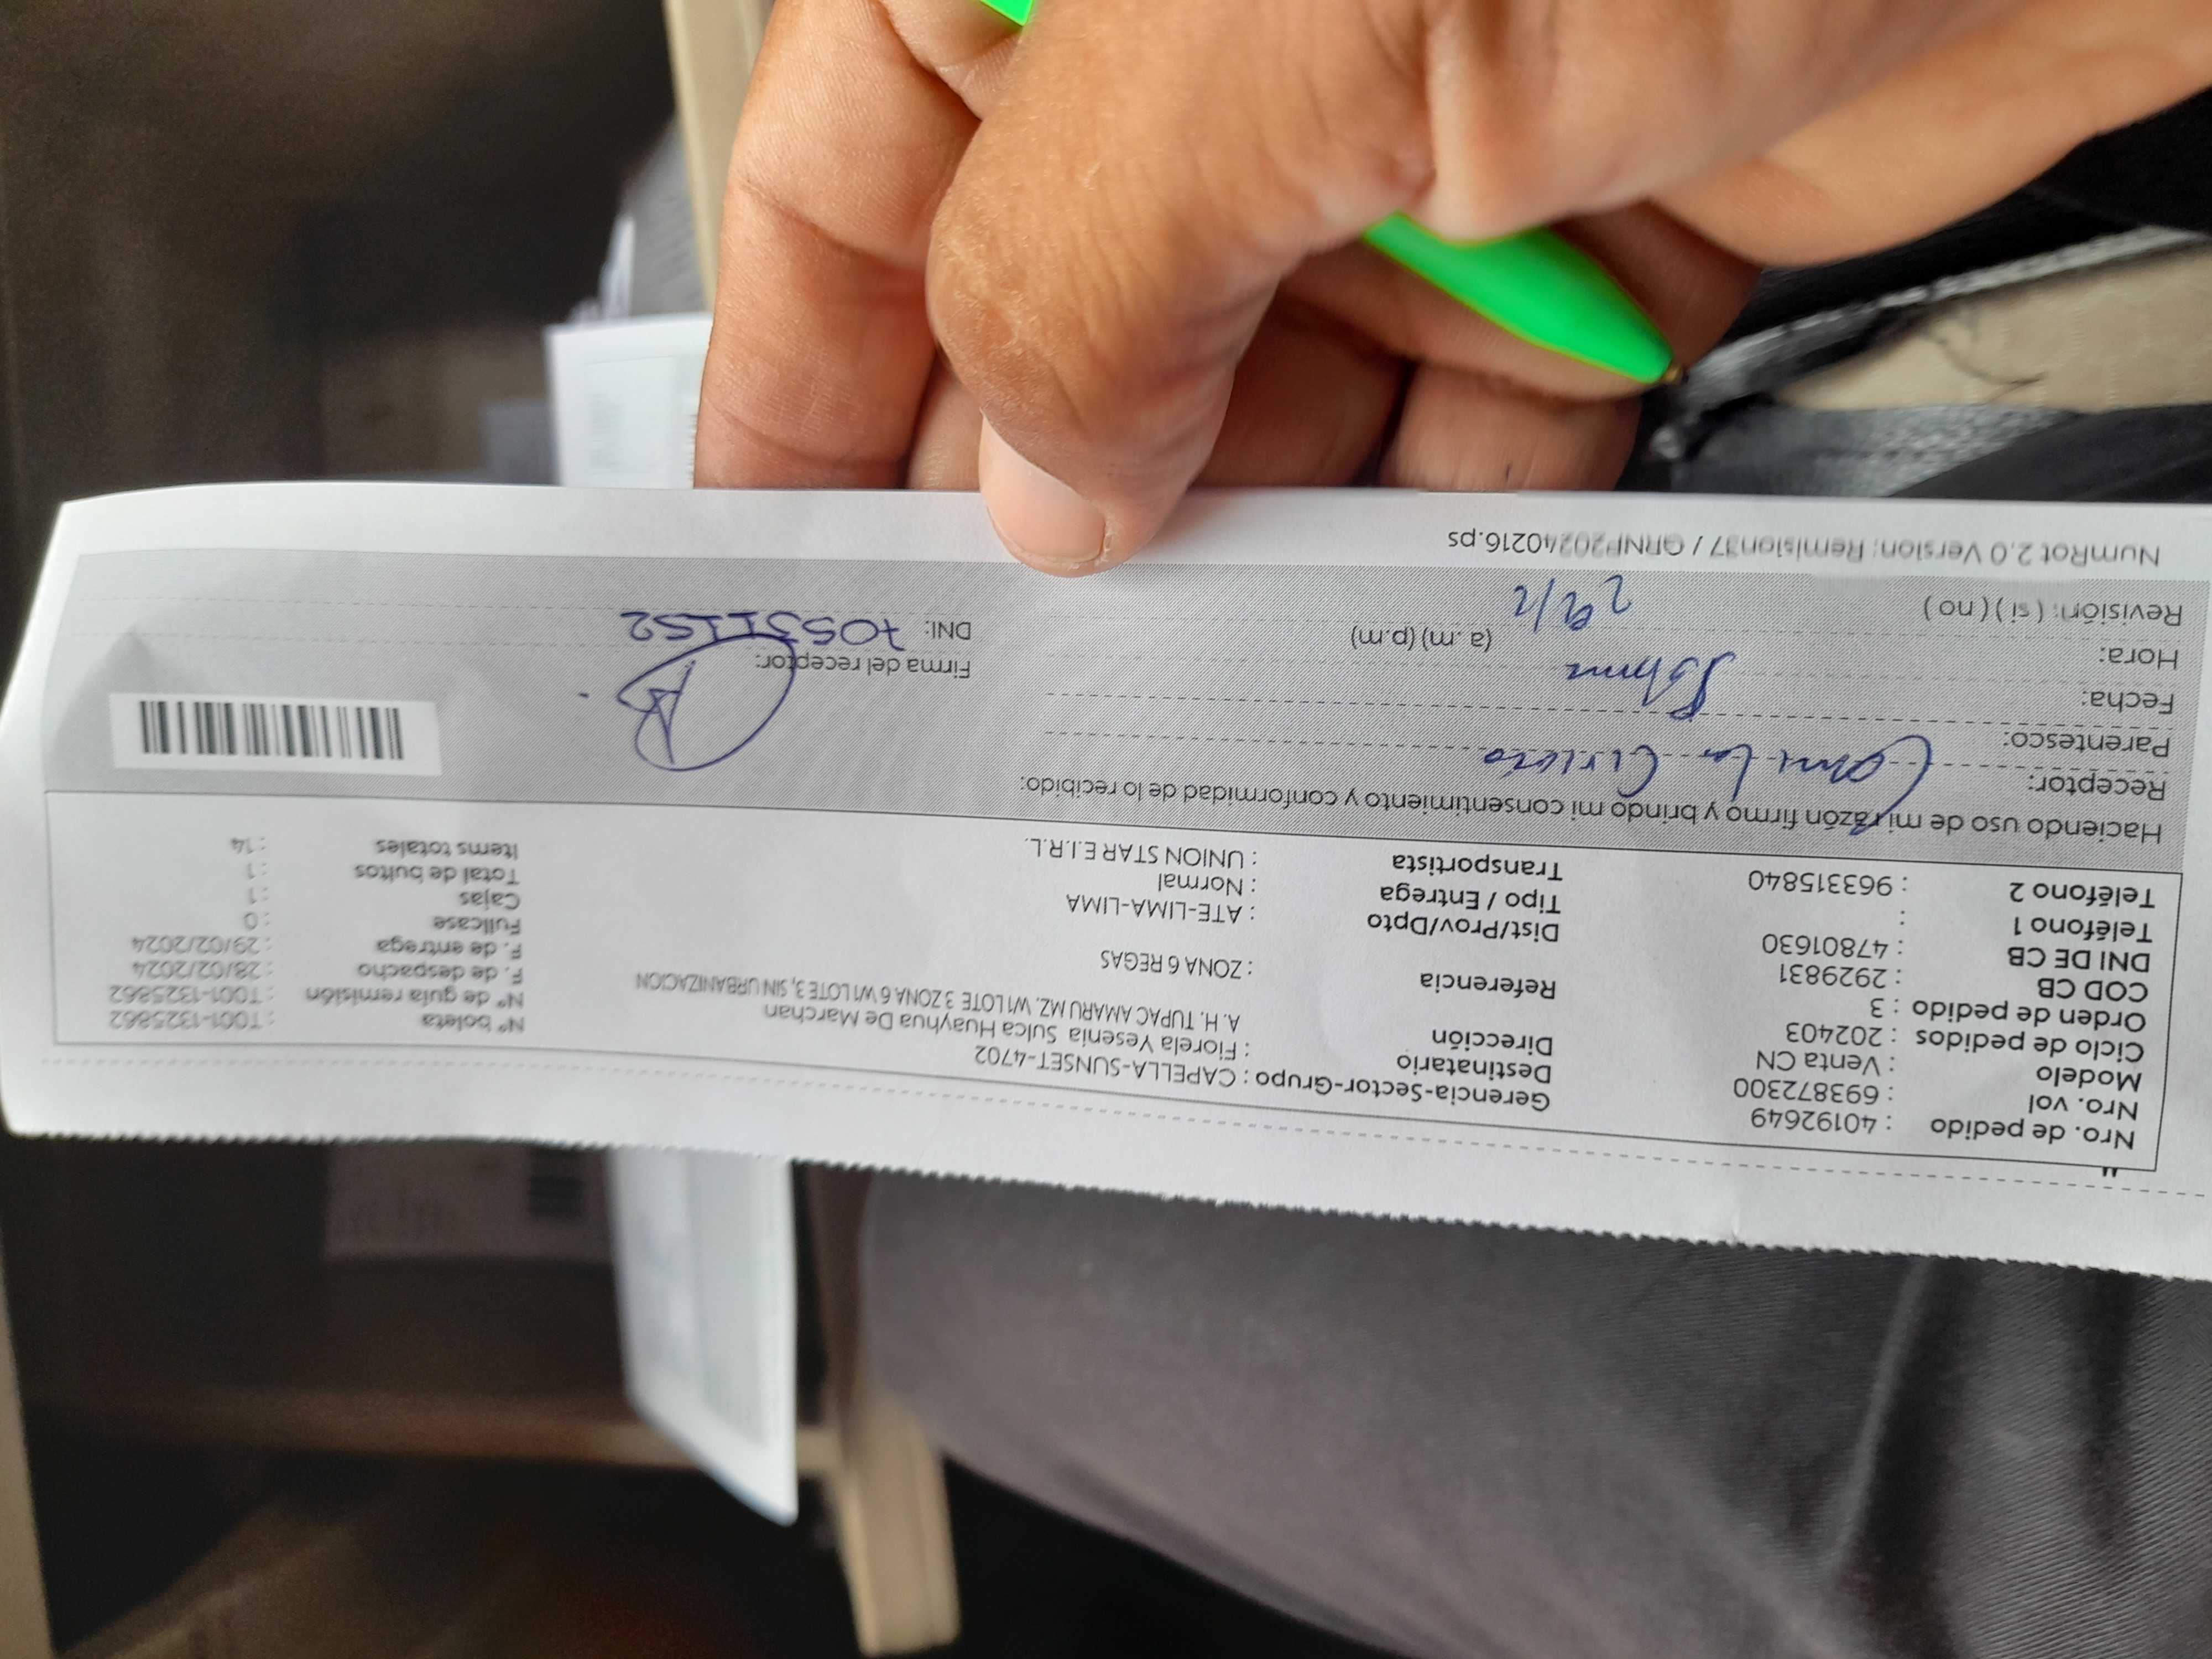 Nro. de pedido : 40192649
Nro. vol : 693872300
Modelo : Venta CN
Ciclo de pedidos : 202403
Orden de pedido : 3
COD CB : 2929831
DNI DE CB : 47801630
Teléfono 1 :
Teléfono 2 : 963315840
Gerencia-Sector-Grupo : CAPELLA-SUNSET-4702
Destinatario : Fiorela Yesenia Sulca Huayhua De Marchan
Dirección A. H. TUPAC AMARU MZ. W1 LOTE 3 ZONA 6 W1 LOTE 3, SIN URBANIZACION
Referencia : ZONA 6 REGAS
Dist/Prov/Dpto : ATE-LIMA-LIMA
Tipo / Entrega : Normal
Transportista : UNION STAR E.I.R.L.
N° boleta : T001-1325862
N° de guía remisión : T001-1325862
F. de despacho : 28/02/2024
F. de entrega : 29/02/2024
Fullcase : 0
Cajas : 1
Total de bultos : 1
Items totales : 14
Haciendo uso de mi razón firmo y brindo mi consentimiento y conformidad de lo recibido:
Receptor:
Parentesco:
Fecha:
Hora: (a.m) (p.m)
Revisión: ( si ) ( no ) 29/2
Firma del receptor:
DNI: 70531152
NumRot 2.0 Version: Remision37 / GRNP20240216.ps